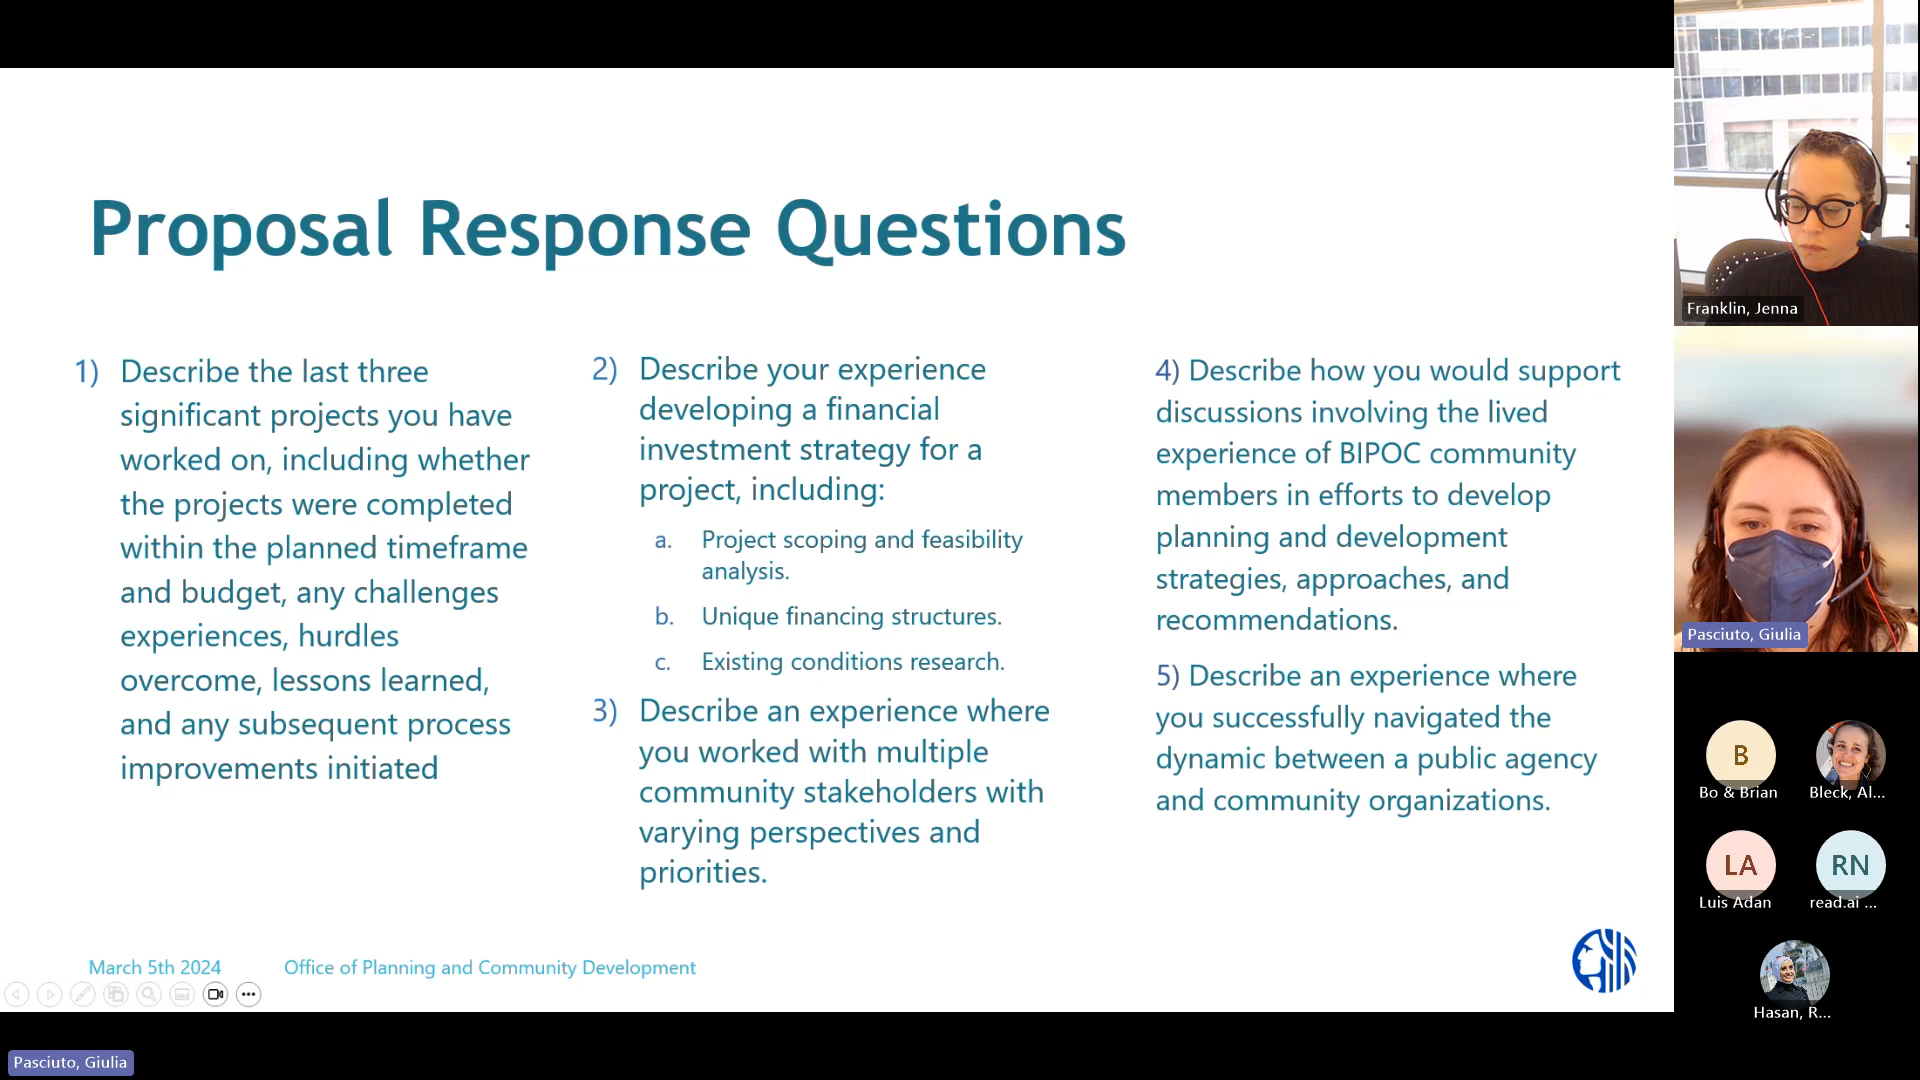 Proposal Response Questions
1) Describe the last three
significant projects you have
worked on, including whether
the projects were completed
within the planned timeframe
and budget, any challenges
experiences, hurdles
overcome, lessons learned,
and any subsequent process
improvements initiated
2) Describe your experience
developing a financial
investment strategy for a
project, including:
a. Project scoping and feasibility
analysis.
b. Unique financing structures.
c. Existing conditions research.
3) Describe an experience where
you worked with multiple
community stakeholders with
varying perspectives and
priorities.
4) Describe how you would support
discussions involving the lived
experience of BIPOC community
members in efforts to develop
planning and development
strategies, approaches, and
recommendations.
5) Describe an experience where
you successfully navigated the
dynamic between a public agency
and community organizations.
March 5th 2024
Office of Planning and Community Development
Pasciuto, Giulia
Franklin, Jenna
Pasciuto, Giulia
B
Bo & Brian
Bleck, Al...
LA
Luis Adan
RN
read.ai ...
Hasan, R...